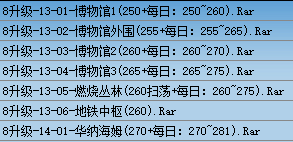 8升级-13-01-博物馆1(250+每日：250~260).Rar
8升级-13-02-博物馆外围(255+每日：255~265).Rar
8升级-13-03-博物馆2(260+每日：260~270).Rar
8升级-13-04-博物馆3(265+每日：265~275).Rar
8升级-13-05-燃烧丛林(260扫荡+每日：260~275).Rar
8升级-13-06-地铁中枢(260).Rar
8升级-14-01-华纳海姆(270+每日：270~281).Rar